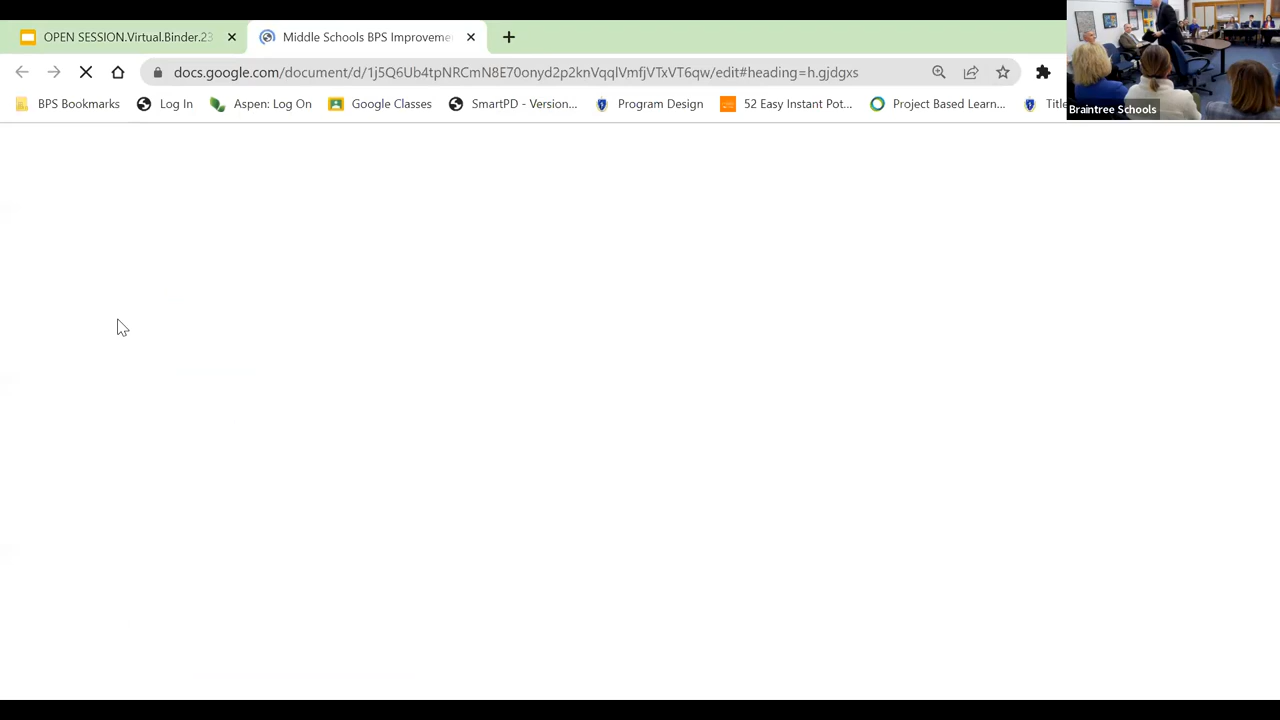 OPEN SESSION.Virtual.Binder.23
Middle Schools BPS Improveme
docs.google.com/document/d/1j5Q6Ub4tpNRCmN8E70onyd2p2knVqqlVmfjVTxVT6qw/edit#heading=h.gjdgxs
BPS Bookmarks Log In Aspen: Log On Google Classes SmartPD - Version... Program Design 52 Easy Instant Pot... Project Based Learn... Title
Braintree Schools